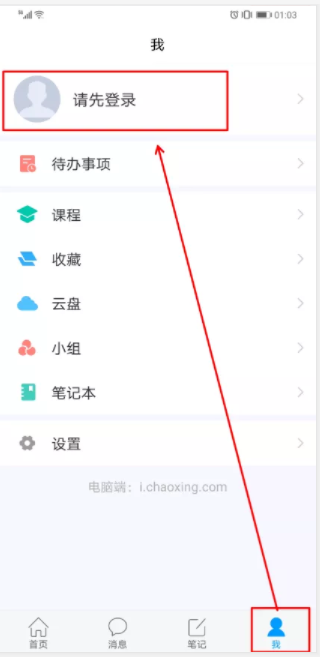 01:03
我
请先登录
待办事项
课程
收藏
云盘
小组
笔记本
设置
电脑端：i.chaoxing.com
首页 消息 笔记 我